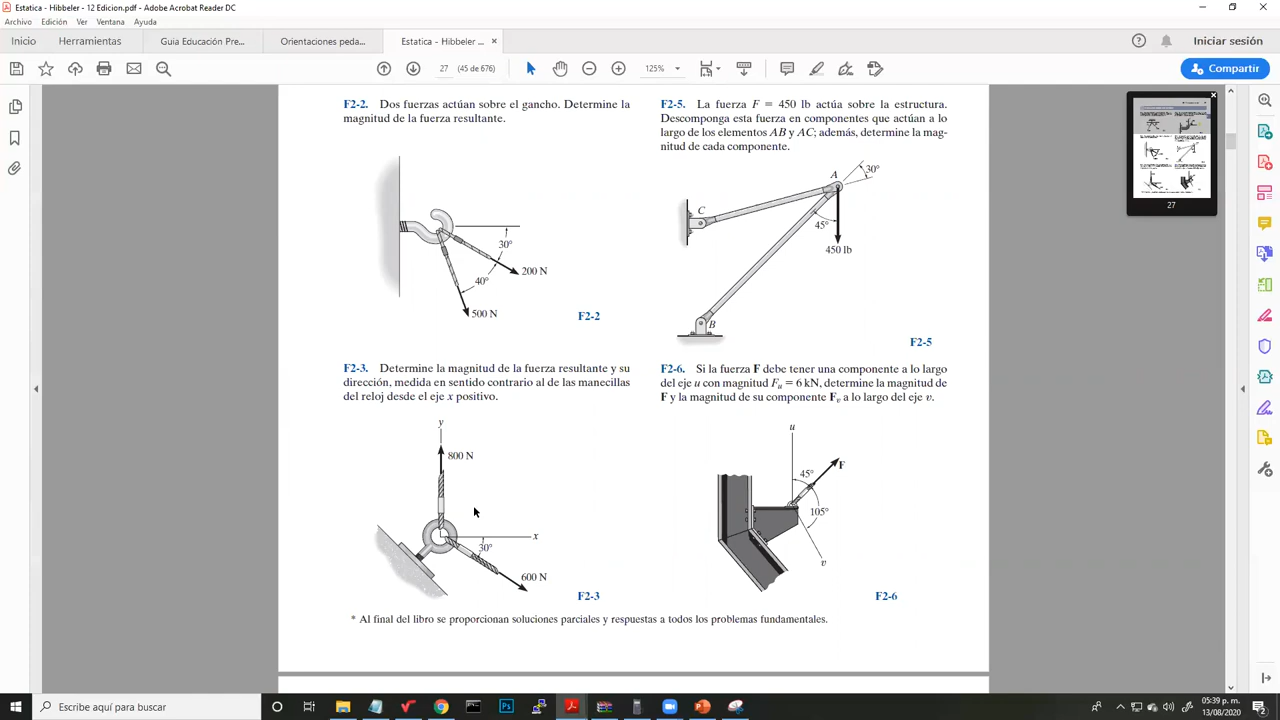 Estatica - Hibbeler - 12 Edicion.pdf - Adobe Acrobat Reader DC
Archivo Edición Ver Ventana Ayuda
Inicio Herramientas Guia Educación Pre... Orientaciones peda... Estatica - Hibbeler - ... × Iniciar sesión
27 (45 de 676) 125% Compartir
F2-2. Dos fuerzas actúan sobre el gancho. Determine la
magnitud de la fuerza resultante.
30°
200 N
40°
500 N
F2-2
F2-3. Determine la magnitud de la fuerza resultante y su
dirección, medida en sentido contrario al de las manecillas
del reloj desde el eje x positivo.
y
800 N
x
30°
600 N
F2-3
F2-5. La fuerza F = 450 lb actúa sobre la estructura.
Descomponga esta fuerza en componentes que actúan a lo
largo de los elementos AB y AC; además, determine la mag-
nitud de cada componente.
A
30°
C
45°
450 lb
B
F2-5
F2-6. Si la fuerza F debe tener una componente a lo largo
del eje u con magnitud Fu = 6 kN, determine la magnitud de
F y la magnitud de su componente Fv a lo largo del eje v.
u
45°
F
105°
v
F2-6
* Al final del libro se proporcionan soluciones parciales y respuestas a todos los problemas fundamentales.
27
Escribe aquí para buscar
05:39 p. m.
13/08/2020
2